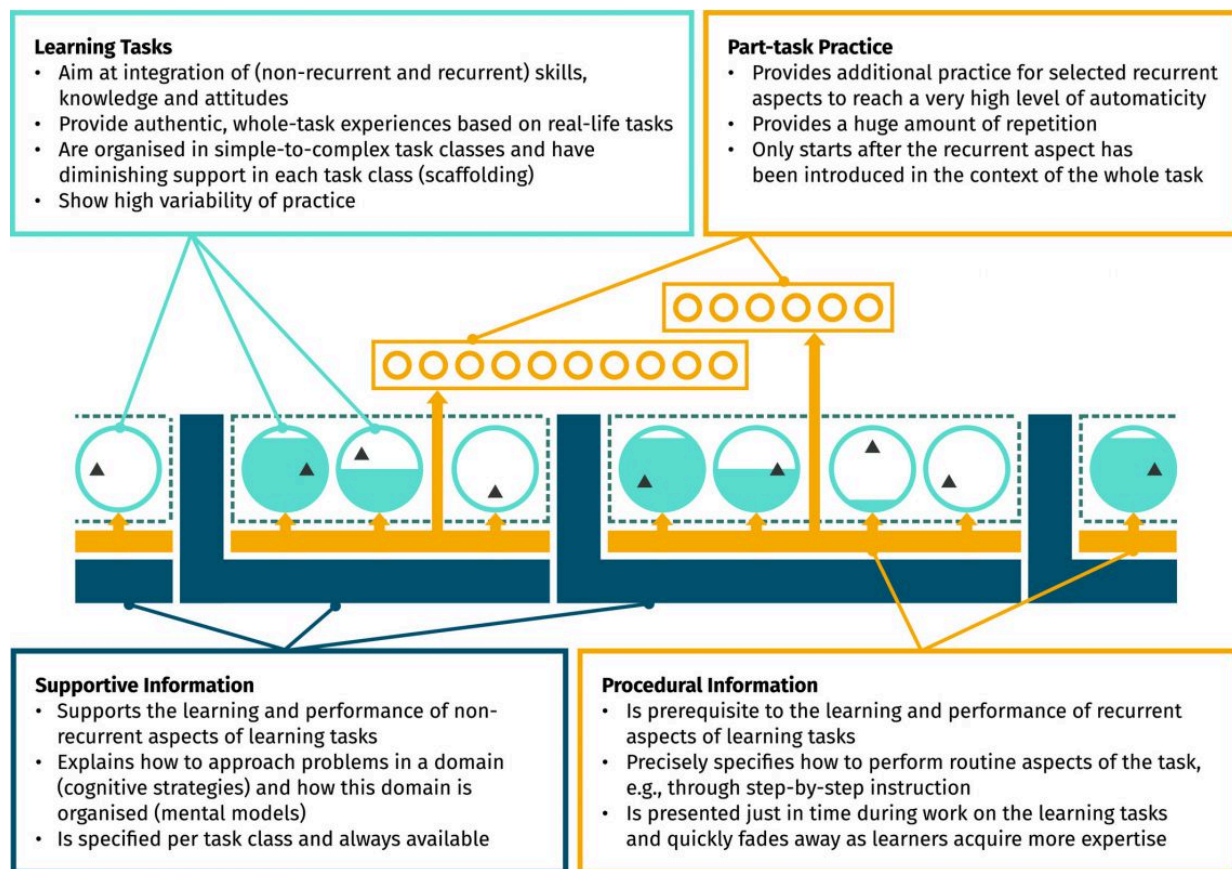 Learning Tasks
• Aim at integration of (non-recurrent and recurrent) skills,
knowledge and attitudes
• Provide authentic, whole-task experiences based on real-life tasks
• Are organised in simple-to-complex task classes and have
diminishing support in each task class (scaffolding)
• Show high variability of practice
Part-task Practice
• Provides additional practice for selected recurrent
aspects to reach a very high level of automaticity
• Provides a huge amount of repetition
• Only starts after the recurrent aspect has
been introduced in the context of the whole task
Supportive Information
• Supports the learning and performance of non-
recurrent aspects of learning tasks
• Explains how to approach problems in a domain
(cognitive strategies) and how this domain is
organised (mental models)
• Is specified per task class and always available
Procedural Information
• Is prerequisite to the learning and performance of recurrent
aspects of learning tasks
• Precisely specifies how to perform routine aspects of the task,
e.g., through step-by-step instruction
• Is presented just in time during work on the learning tasks
and quickly fades away as learners acquire more expertise